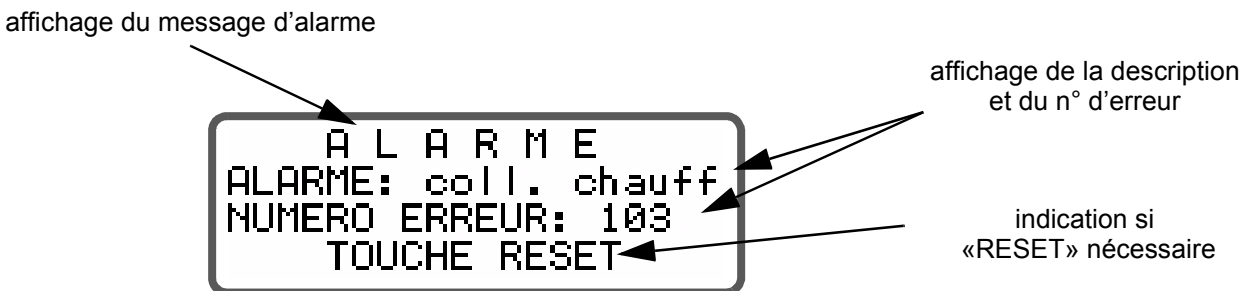 affichage du message d’alarme
affichage de la description
et du n° d’erreur
A L A R M E
ALARME: coll. chauff
NUMERO ERREUR: 103
TOUCHE RESET
indication si
«RESET» nécessaire